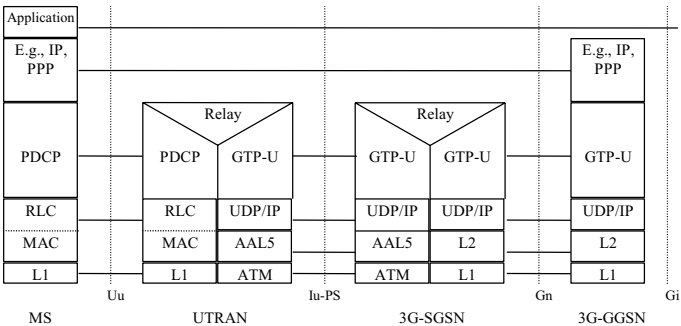 Application
E.g., IP,
PPP
E.g., IP,
PPP
Relay
Relay
PDCP
PDCP
GTP-U
GTP-U
GTP-U
GTP-U
RLC
RLC
UDP/IP
UDP/IP
UDP/IP
UDP/IP
MAC
MAC
AAL5
AAL5
L2
L2
L1
L1
ATM
ATM
L1
L1
Uu
Iu-PS
Gn
Gi
MS
UTRAN
3G-SGSN
3G-GGSN